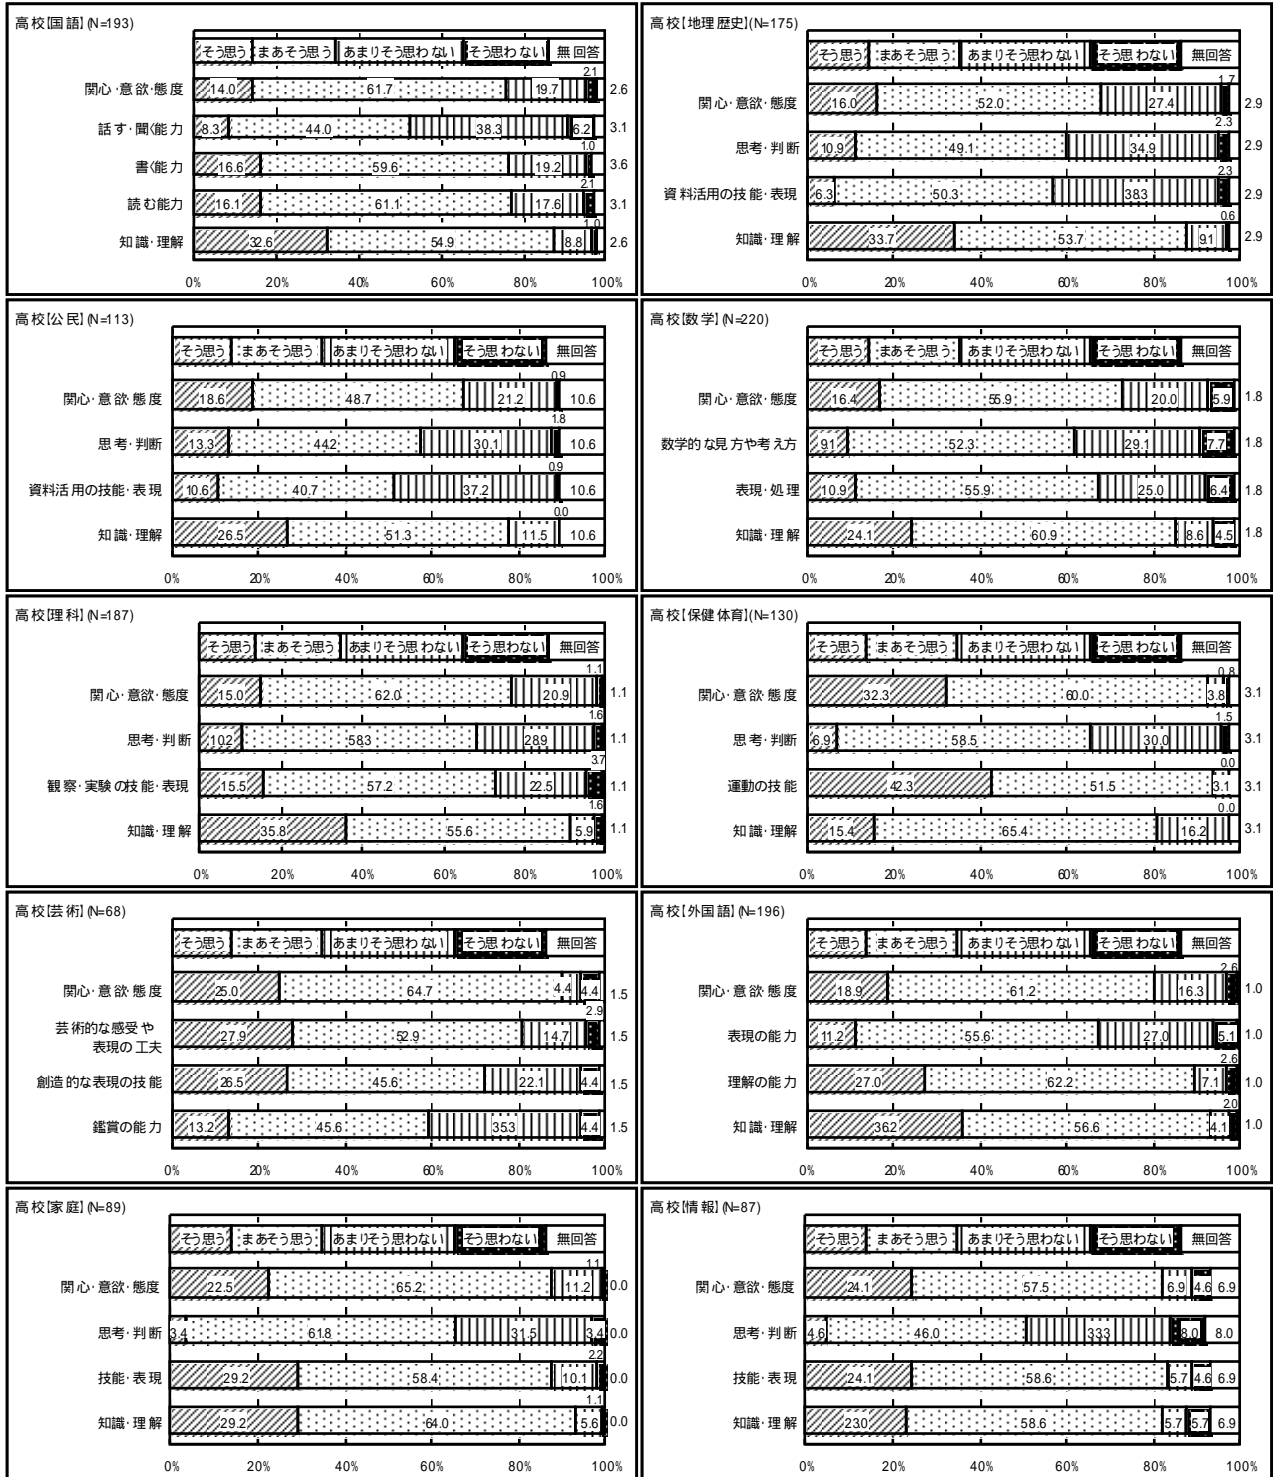 高校【国語】(N=193)
そう思う まあそう思う あまりそう思わない そう思わない 無回答
2.1
関心・意欲・態度 14.0 61.7 19.7 2.6
話す・聞く能力 8.3 44.0 38.3 6.2 3.1
1.0
書く能力 16.6 59.6 19.2 3.6
2.1
読む能力 16.1 61.1 17.6 3.1
1.0
知識・理解 32.6 54.9 8.8 2.6
0% 20% 40% 60% 80% 100%
高校【地理歴史】(N=175)
そう思う まあそう思う あまりそう思わない そう思わない 無回答
1.7
関心・意欲・態度 16.0 52.0 27.4 2.9
2.3
思考・判断 10.9 49.1 34.9 2.9
2.3
資料活用の技能・表現 6.3 50.3 38.3 2.9
0.6
知識・理解 33.7 53.7 9.1 2.9
0% 20% 40% 60% 80% 100%
高校【公民】(N=113)
そう思う まあそう思う あまりそう思わない そう思わない 無回答
0.9
関心・意欲・態度 18.6 48.7 21.2 10.6
1.8
思考・判断 13.3 44.2 30.1 10.6
0.9
資料活用の技能・表現 10.6 40.7 37.2 10.6
0.0
知識・理解 26.5 51.3 11.5 10.6
0% 20% 40% 60% 80% 100%
高校【数学】(N=220)
そう思う まあそう思う あまりそう思わない そう思わない 無回答
関心・意欲・態度 16.4 55.9 20.0 5.9 1.8
数学的な見方や考え方 9.1 52.3 29.1 7.7 1.8
表現・処理 10.9 55.9 25.0 6.4 1.8
知識・理解 24.1 60.9 8.6 4.5 1.8
0% 20% 40% 60% 80% 100%
高校【理科】(N=187)
そう思う まあそう思う あまりそう思わない そう思わない 無回答
1.1
関心・意欲・態度 15.0 62.0 20.9 1.1
1.6
思考・判断 10.2 58.3 28.9 1.1
3.7
観察・実験の技能・表現 15.5 57.2 22.5 1.1
1.6
知識・理解 35.8 55.6 5.9 1.1
0% 20% 40% 60% 80% 100%
高校【保健体育】(N=130)
そう思う まあそう思う あまりそう思わない そう思わない 無回答
0.8
関心・意欲・態度 32.3 60.0 3.8 3.1
1.5
思考・判断 6.9 58.5 30.0 3.1
0.0
運動の技能 42.3 51.5 3.1 3.1
0.0
知識・理解 15.4 65.4 16.2 3.1
0% 20% 40% 60% 80% 100%
高校【芸術】(N=68)
そう思う まあそう思う あまりそう思わない そう思わない 無回答
関心・意欲・態度 25.0 64.7 4.4 4.4 1.5
2.9
芸術的な感受や
表現の工夫 27.9 52.9 14.7 1.5
創造的な表現の技能 26.5 45.6 22.1 4.4 1.5
鑑賞の能力 13.2 45.6 35.3 4.4 1.5
0% 20% 40% 60% 80% 100%
高校【外国語】(N=196)
そう思う まあそう思う あまりそう思わない そう思わない 無回答
2.6
関心・意欲・態度 18.9 61.2 16.3 1.0
表現の能力 11.2 55.6 27.0 5.1 1.0
2.6
理解の能力 27.0 62.2 7.1 1.0
2.0
知識・理解 36.2 56.6 4.1 1.0
0% 20% 40% 60% 80% 100%
高校【家庭】(N=89)
そう思う まあそう思う あまりそう思わない そう思わない 無回答
1.1
関心・意欲・態度 22.5 65.2 11.2 0.0
思考・判断 3.4 61.8 31.5 3.4 0.0
2.2
技能・表現 29.2 58.4 10.1 0.0
1.1
知識・理解 29.2 64.0 5.6 0.0
0% 20% 40% 60% 80% 100%
高校【情報】(N=87)
そう思う まあそう思う あまりそう思わない そう思わない 無回答
関心・意欲・態度 24.1 57.5 6.9 4.6 6.9
思考・判断 4.6 46.0 33.3 8.0 8.0
技能・表現 24.1 58.6 5.7 4.6 6.9
知識・理解 23.0 58.6 5.7 5.7 6.9
0% 20% 40% 60% 80% 100%